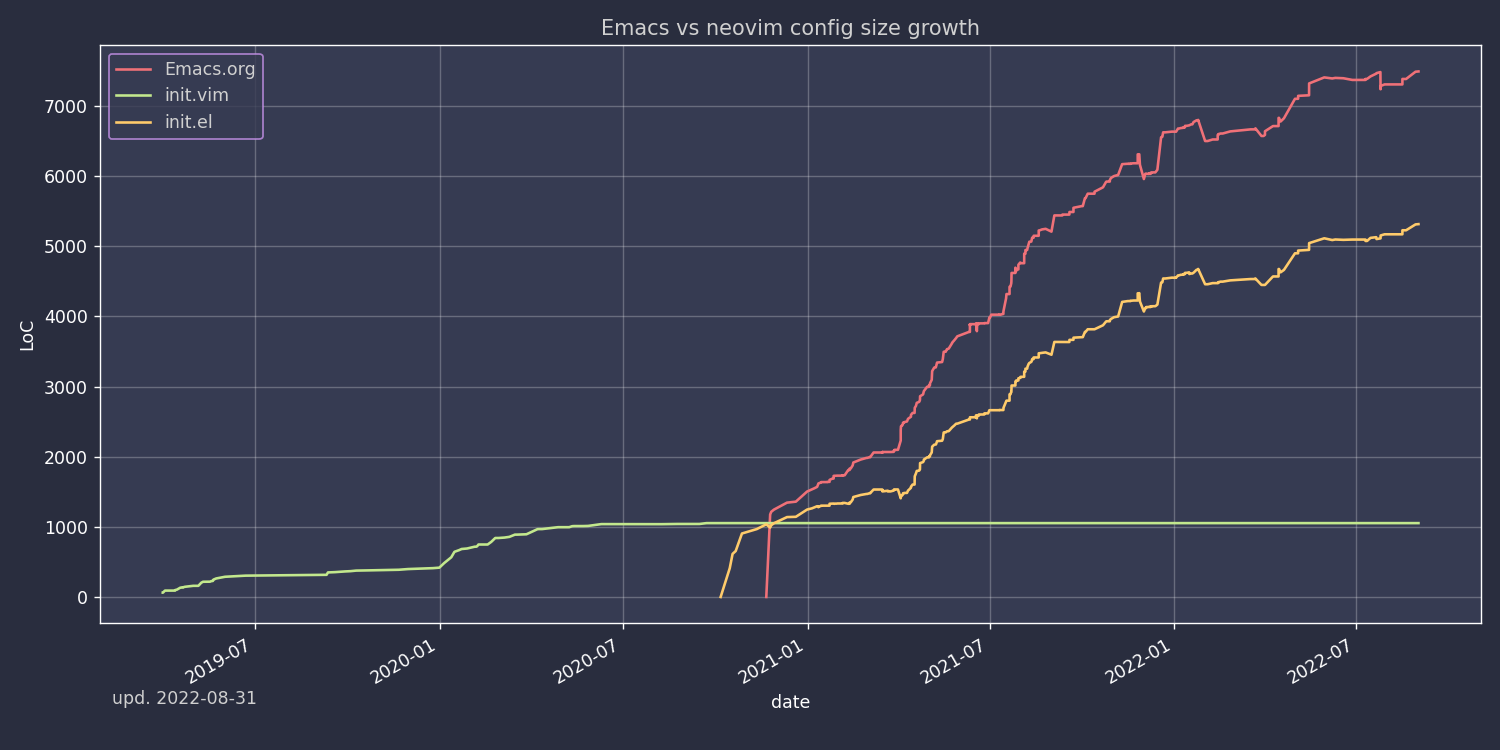 Emacs vs neovim config size growth
Emacs.org
init.vim
init.el
7000
6000
5000
4000
3000
2000
1000
0
LoC
2019-07
2020-01
2020-07
2021-01
2021-07
2022-01
2022-07
date
upd. 2022-08-31